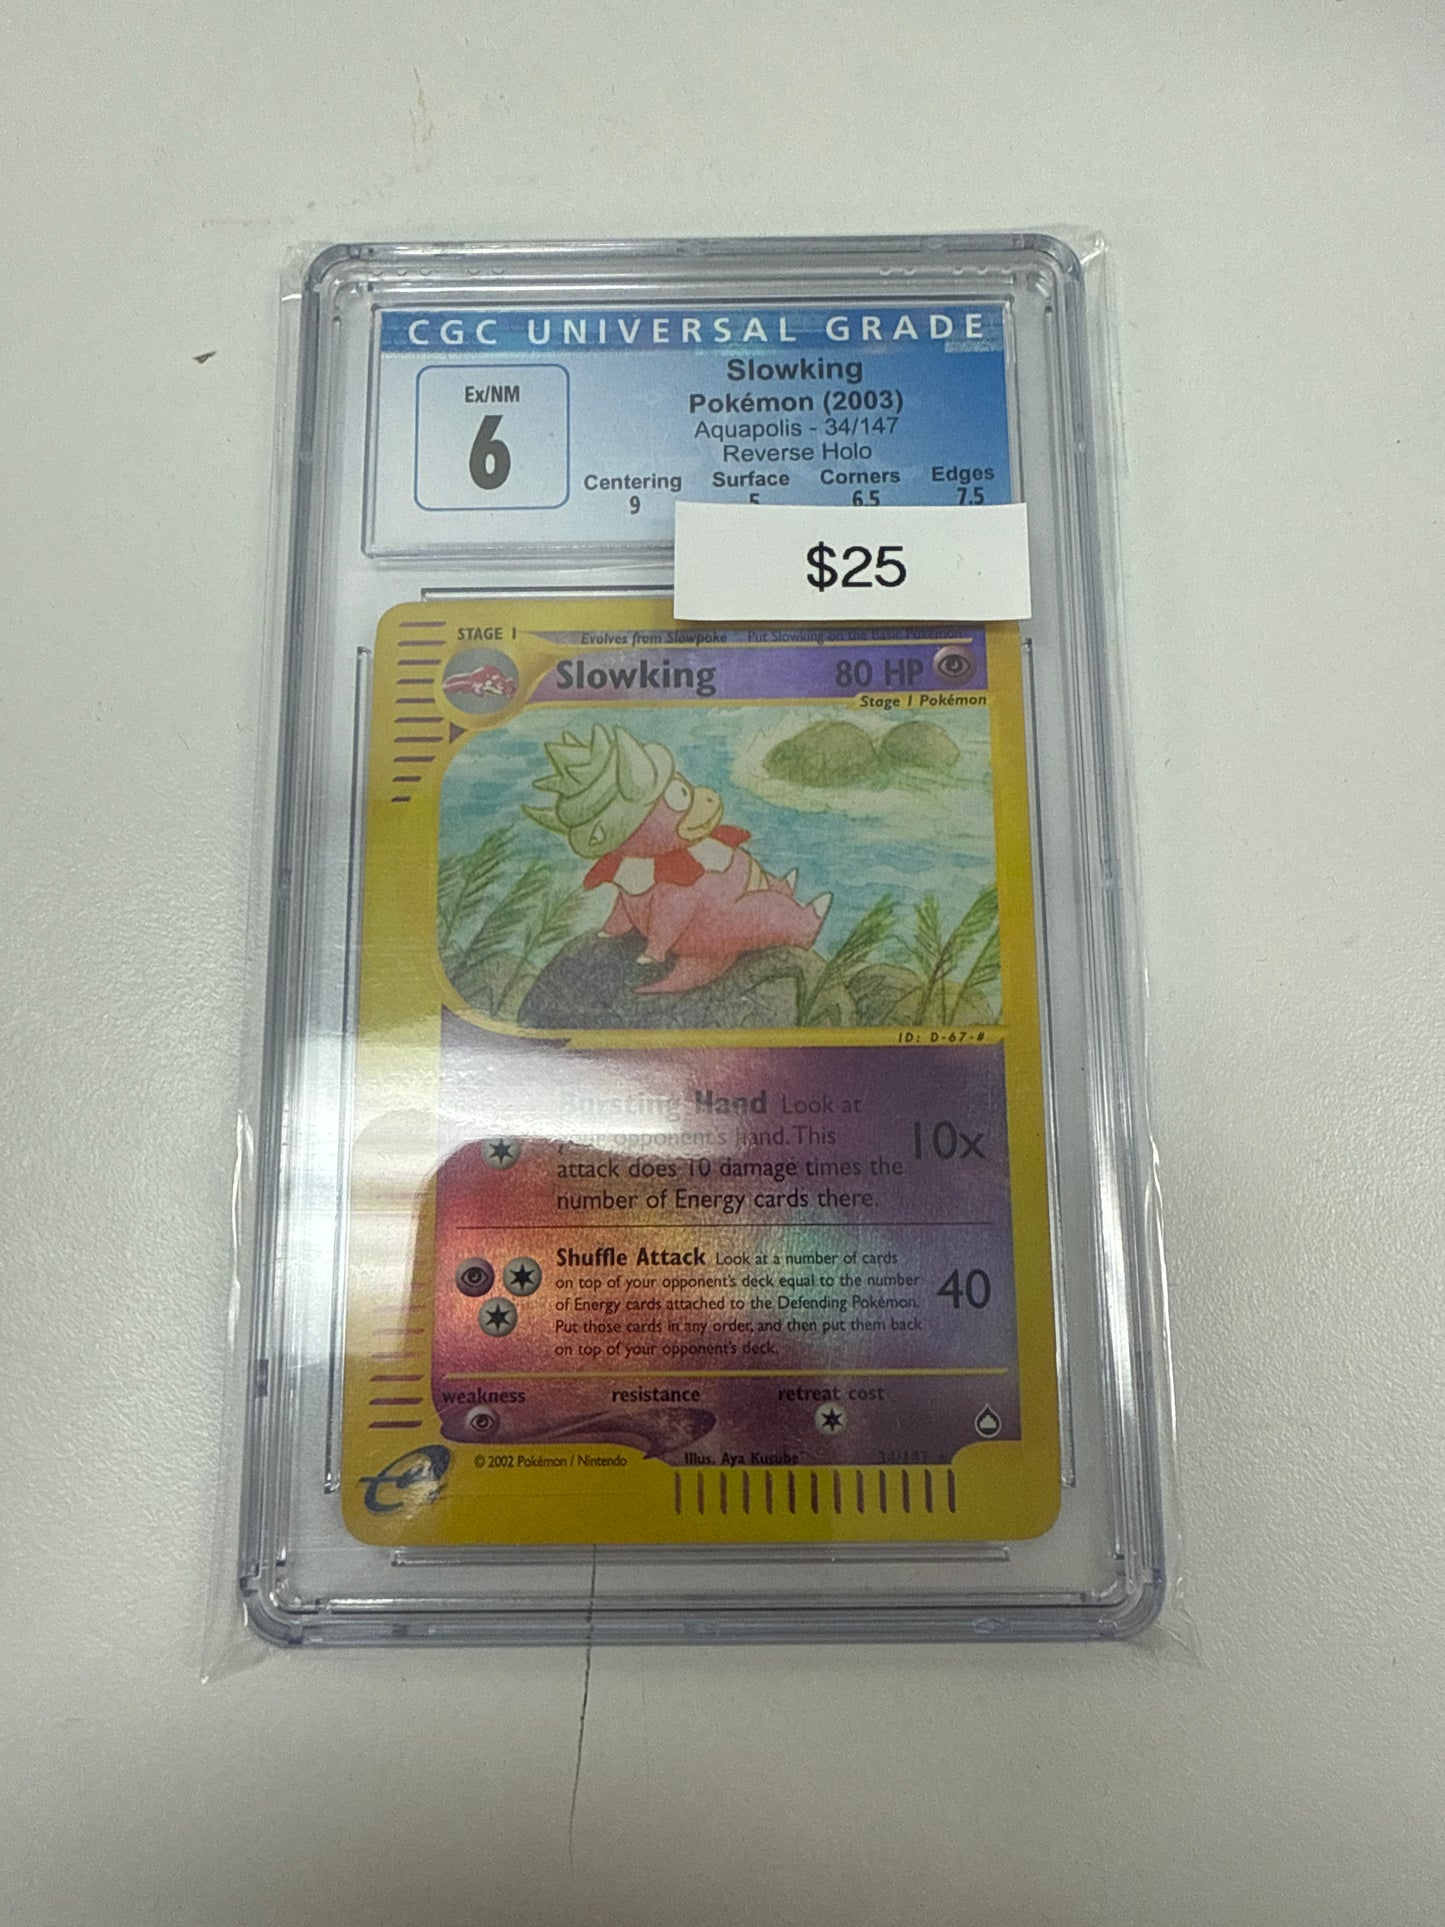 CGC UNIVERSAL GRADE
Ex/NM
6
Slowking
Pokémon (2003)
Aquapolis - 34/147
Reverse Holo
Centering Surface Corners Edges
9 5 6.5 7.5
$25
STAGE 1 Evolves from Slowpoke Put Slowking on the Basic Pokémon
Slowking 80 HP
Stage 1 Pokémon
ID: D-67-#
Bursting Hand Look at
your opponent's hand. This
attack does 10 damage times the
number of Energy cards there.
10x
Shuffle Attack Look at a number of cards
on top of your opponent's deck equal to the number
of Energy cards attached to the Defending Pokémon.
Put those cards in any order, and then put them back
on top of your opponent's deck.
40
weakness resistance retreat cost
© 2002 Pokémon / Nintendo Illus. Aya Kusube 34/147 ★
e